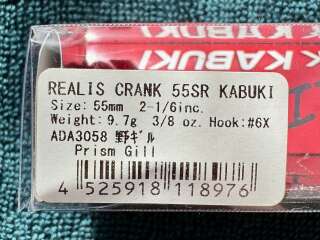 K KABUKI
REALIS CRANK 55SR KABUKI
Size: 55mm 2-1/6inc.
Weight: 9.7g 3/8 oz. Hook:#6X
ADA3058 野ｷﾞﾙ
Prism Gill
4 525918 118976